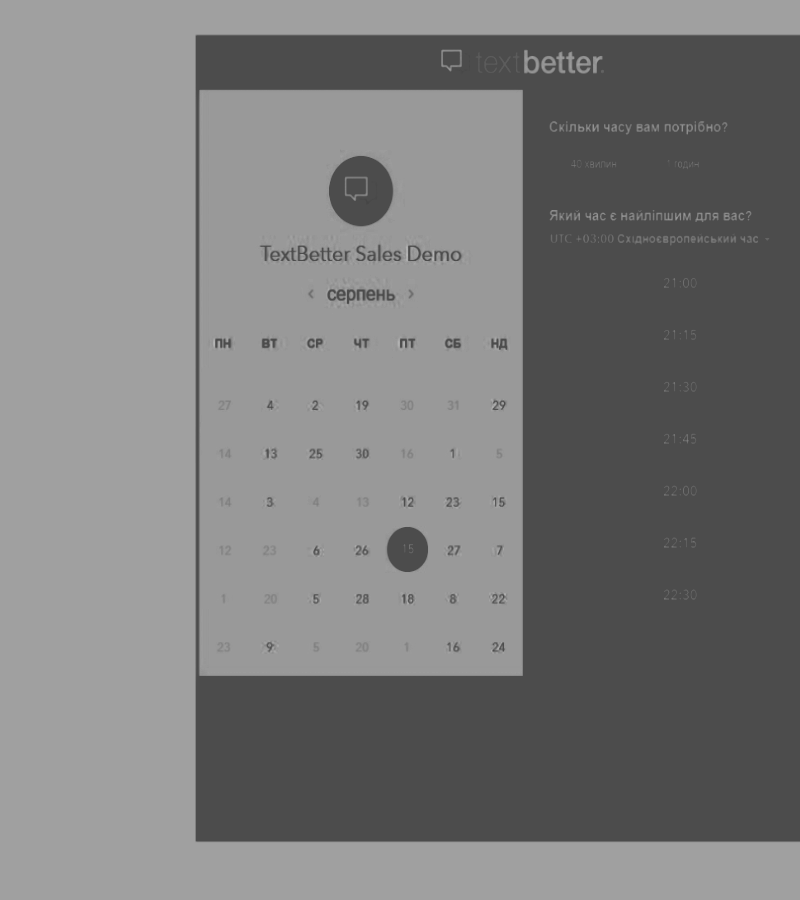 textbetter.
TextBetter Sales Demo
‹ серпень ›
ПН ВТ СР ЧТ ПТ СБ НД
27 4 2 19 30 31 29
14 13 25 30 16 1 5
14 3 4 13 12 23 15
12 23 6 26 15 27 7
1 20 5 28 18 8 22
23 9 5 20 1 16 24
Скільки часу вам потрібно?
хвилин годин
Який час є найліпшим для вас?
UTC +03:00 Східноєвропейський час
21:00
21:15
21:30
21:45
22:00
22:15
22:30